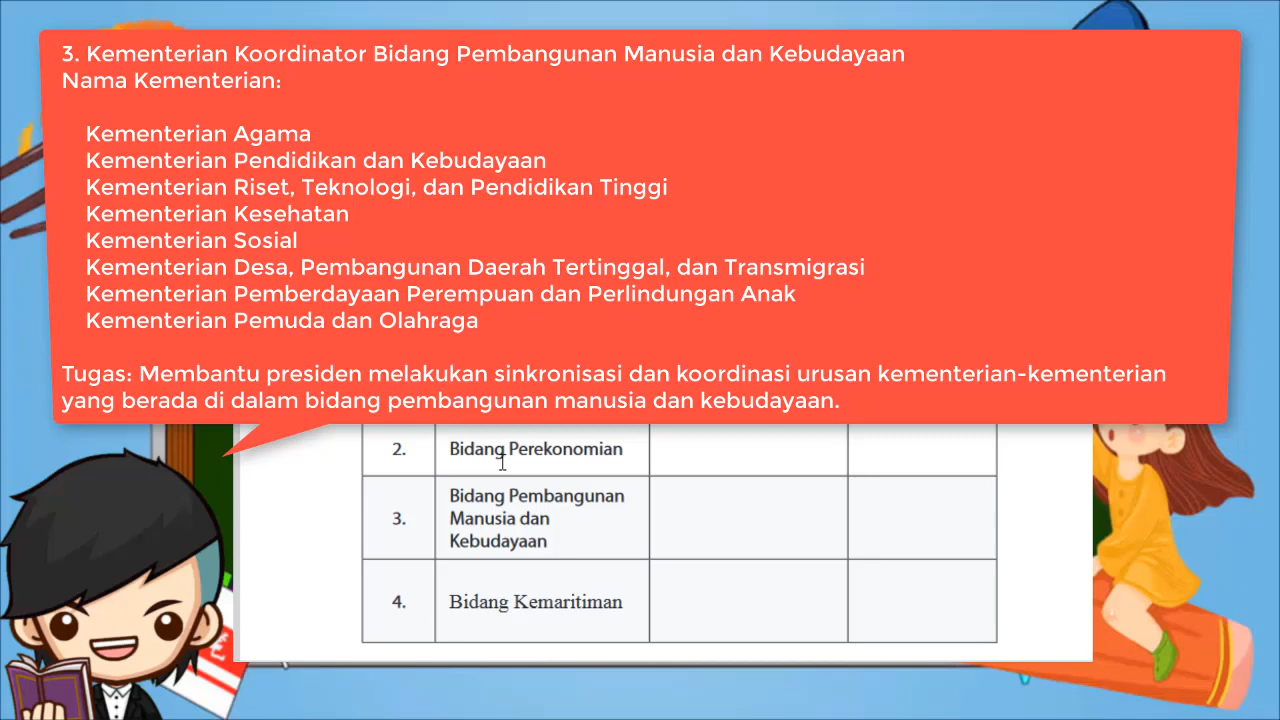 3. Kementerian Koordinator Bidang Pembangunan Manusia dan Kebudayaan
Nama Kementerian:
Kementerian Agama
Kementerian Pendidikan dan Kebudayaan
Kementerian Riset, Teknologi, dan Pendidikan Tinggi
Kementerian Kesehatan
Kementerian Sosial
Kementerian Desa, Pembangunan Daerah Tertinggal, dan Transmigrasi
Kementerian Pemberdayaan Perempuan dan Perlindungan Anak
Kementerian Pemuda dan Olahraga
Tugas: Membantu presiden melakukan sinkronisasi dan koordinasi urusan kementerian-kementerian
yang berada di dalam bidang pembangunan manusia dan kebudayaan.
2. Bidang Perekonomian
3. Bidang Pembangunan
Manusia dan
Kebudayaan
4. Bidang Kemaritiman